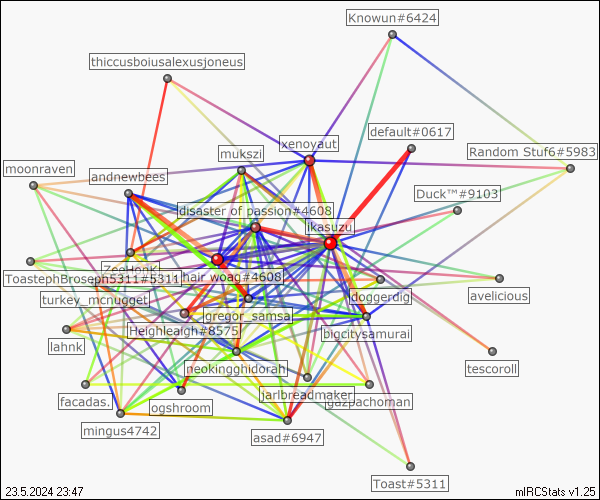 Knowun#6424
thiccusboiusalexusjoneus
default#0617
xenoyaut
mukszi
Random Stuf6#5983
moonraven
andnewbees
Duck™#9103
disaster of passion#4608
ikasuzu
ZeeHonk!
ToastephBroseph5311#5311
hair woag#4608
turkey_mcnugget
doggerdig
avelicious
gregor_samsa
Heighleaigh#8575
bigcitysamurai
lahnk
neokingghidorah
tescoroll
jarlbreadmaker
gazpachoman
facadas.
ogshroom
mingus4742
asad#6947
Toast#5311
23.5.2024 23:47
mIRCStats v1.25